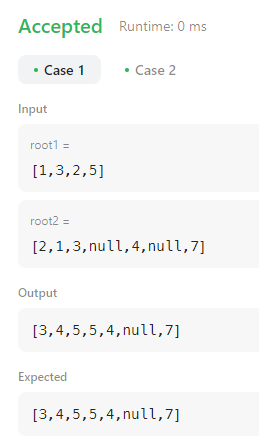 Accepted Runtime: 0 ms
• Case 1 • Case 2
Input
root1 =
[1,3,2,5]
root2 =
[2,1,3,null,4,null,7]
Output
[3,4,5,5,4,null,7]
Expected
[3,4,5,5,4,null,7]